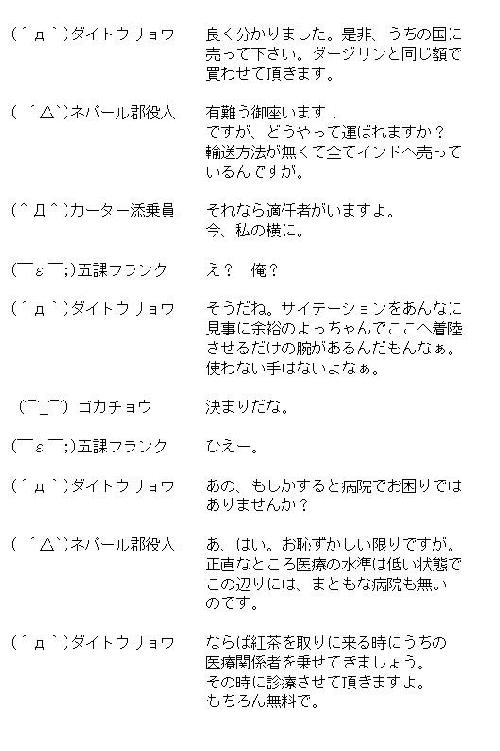 (´д｀)ダイトウリョウ 良く分かりました。是非、うちの国に
売って下さい。ダージリンと同じ額で
買わせて頂きます。
( ´△｀)ネパール郡役人 有難う御座います．
ですが、どうやって運ばれますか？
輸送方法が無くて全てインドへ売って
いるんですが。
(＾Д＾)カーター添乗員 それなら適任者がいますよ。
今、私の横に。
(￣ε￣;)五課フランク え？ 俺？
(´д｀)ダイトウリョウ そうだね。サイテーションをあんなに
見事に余裕のよっちゃんでここへ着陸
させるだけの腕があるんだもんなぁ。
使わない手はないよなぁ。
(￣_￣) ゴカチョウ 決まりだな。
(￣ε￣;)五課フランク ひえー。
(´д｀)ダイトウリョウ あの、もしかすると病院でお困りでは
ありませんか？
( ´△｀)ネパール郡役人 あ、はい。お恥ずかしい限りですが。
正直なところ医療の水準は低い状態で
この辺りには、まともな病院も無い
のです。
(´д｀)ダイトウリョウ ならば紅茶を取りに来る時にうちの
医療関係者を乗せてきましょう。
その時に診療させて頂きますよ。
もちろん無料で。